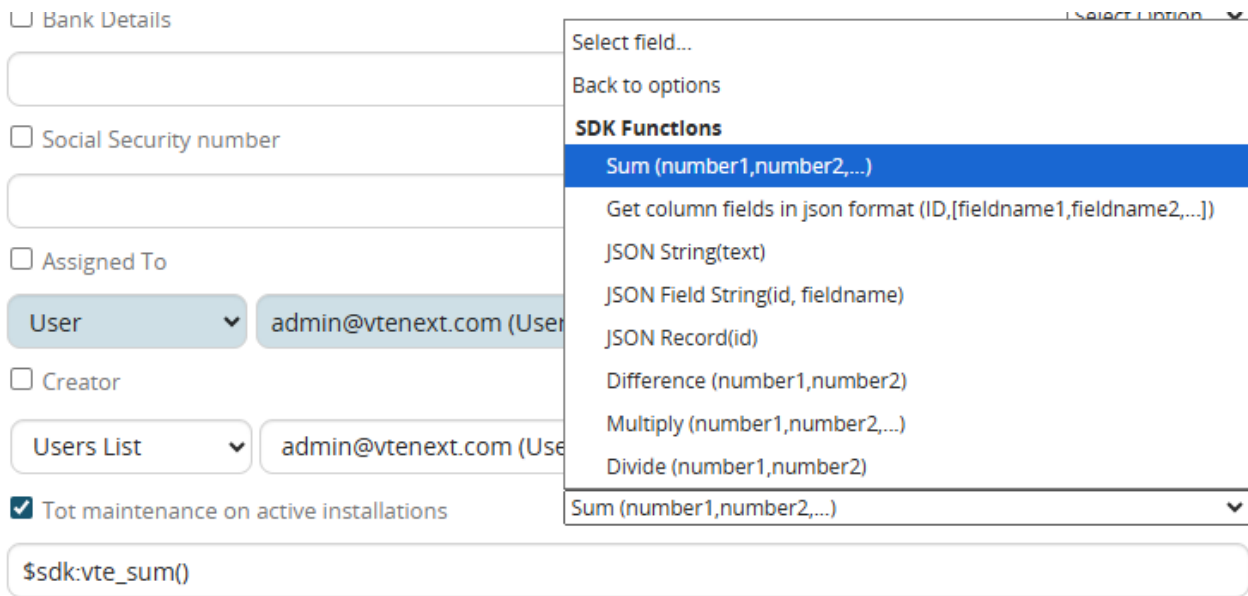 Bank Details
Select Option
Select field...
Back to options
SDK Functions
Sum (number1,number2,...)
Social Security number
Get column fields in json format (ID,[fieldname1,fieldname2,...])
JSON String(text)
Assigned To
JSON Field String(id, fieldname)
User
admin@vtenext.com (User
JSON Record(id)
Creator
Difference (number1,number2)
Multiply (number1,number2,...)
Users List
admin@vtenext.com (Use
Divide (number1,number2)
Tot maintenance on active installations
Sum (number1,number2,...)
$sdk:vte_sum()